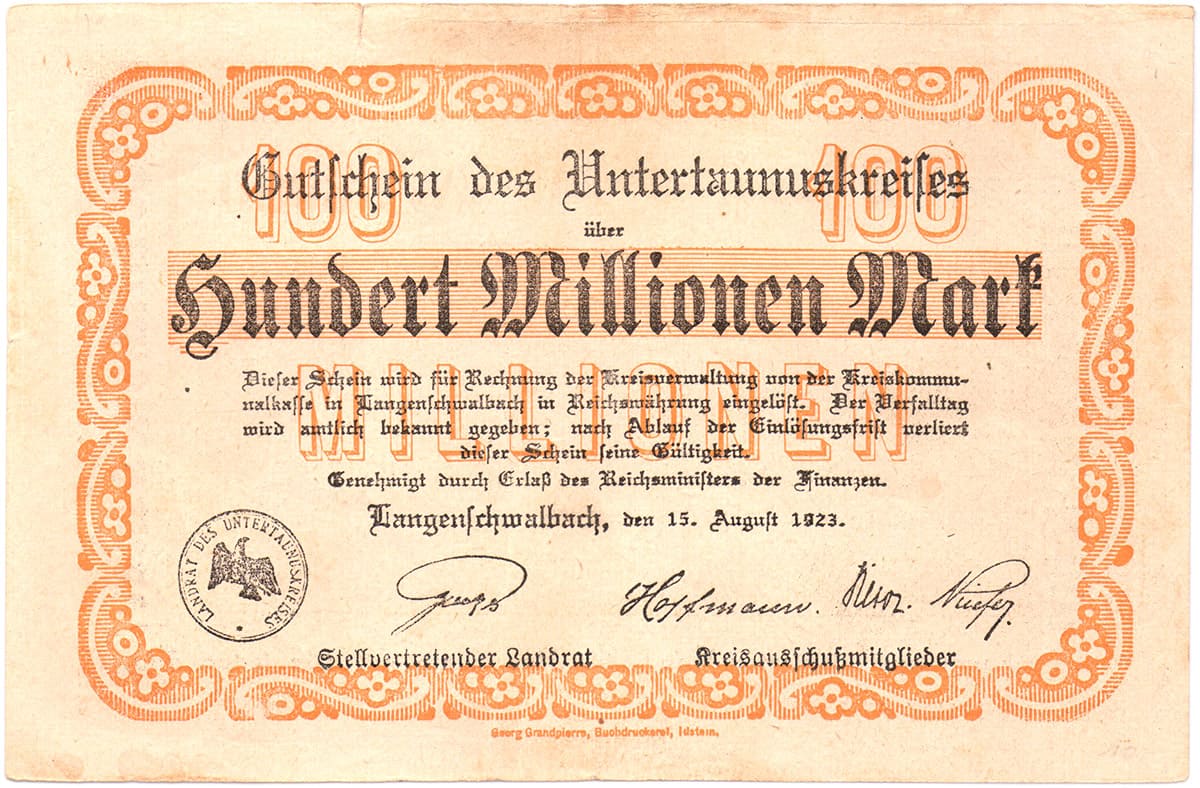 100 100
Gutschein des Untertaunuskreises
über
Hundert Millionen Mark
MILLIONEN
Dieser Schein wird für Rechnung der Kreisverwaltung von der Kreiskommu-
nalkasse in Langenschwalbach in Reichswährung eingelöst. Der Verfalltag
wird amtlich bekannt gegeben; nach Ablauf der Einlösungsfrist verliert
dieser Schein seine Gültigkeit.
Genehmigt durch Erlaß des Reichsministers der Finanzen.
Langenschwalbach, den 15. August 1923.
LANDRAT DES UNTERTAUNUSKREISES
Hoffmann.
Stellvertretender Landrat Kreisausschußmitglieder
Georg Grandpierre, Buchdruckerei, Idstein.